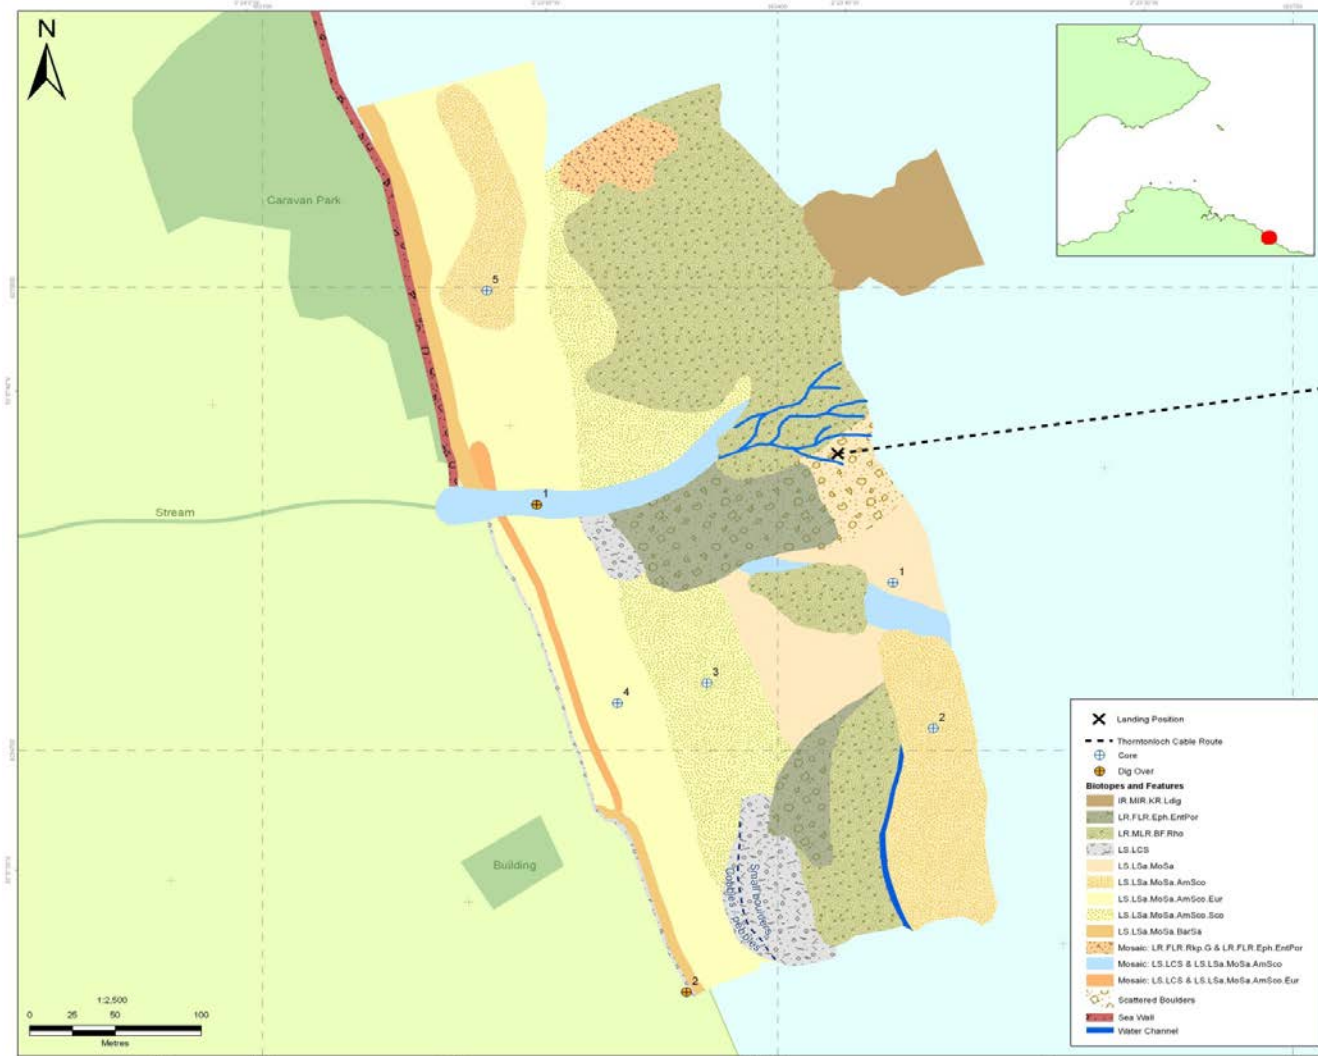 N
Caravan Park
5
Stream
1
1
3
4
2
Building
Small boulders
Cobbles / pebbles
2
1:2,500
0 25 50 100
Metres
Landing Position
Thorntonloch Cable Route
Core
Dig Over
Biotopes and Features
IR.MIR.KR.Ldig
LR.FLR.Eph.EntPor
LR.MLR.BF.Rho
LS.LCS
LS.LSa.MoSa
LS.LSa.MoSa.AmSco
LS.LSa.MoSa.AmSco.Eur
LS.LSa.MoSa.AmSco.Sco
LS.LSa.MoSa.BarSa
Mosaic: LR.FLR.Rkp.G & LR.FLR.Eph.EntPor
Mosaic: LS.LCS & LS.LSa.MoSa.AmSco
Mosaic: LS.LCS & LS.LSa.MoSa.AmSco.Eur
Scattered Boulders
Sea Wall
Water Channel